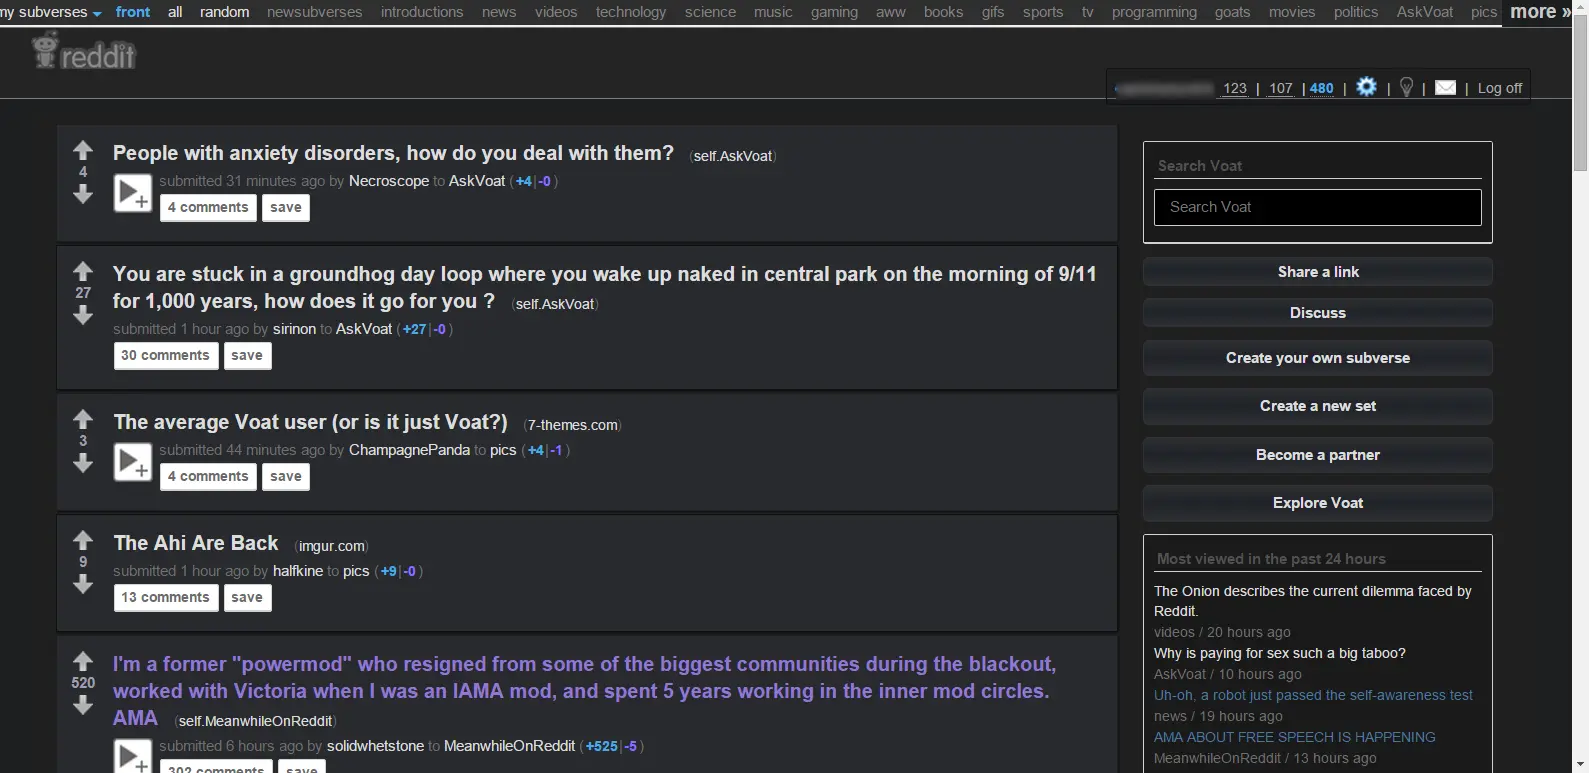 my subverses front all random newsubverses introductions news videos technology science music gaming aww books gifs sports tv programming goats movies politics AskVoat pics more »
reddit
123 | 107 | 480 | | | | Log off
4
People with anxiety disorders, how do you deal with them? (self.AskVoat)
submitted 31 minutes ago by Necroscope to AskVoat (+4|-0)
4 comments save
27
You are stuck in a groundhog day loop where you wake up naked in central park on the morning of 9/11
for 1,000 years, how does it go for you ? (self.AskVoat)
submitted 1 hour ago by sirinon to AskVoat (+27|-0)
30 comments save
3
The average Voat user (or is it just Voat?) (7-themes.com)
submitted 44 minutes ago by ChampagnePanda to pics (+4|-1)
4 comments save
9
The Ahi Are Back (imgur.com)
submitted 1 hour ago by halfkine to pics (+9|-0)
13 comments save
520
I'm a former "powermod" who resigned from some of the biggest communities during the blackout,
worked with Victoria when I was an IAMA mod, and spent 5 years working in the inner mod circles.
AMA (self.MeanwhileOnReddit)
submitted 6 hours ago by solidwhetstone to MeanwhileOnReddit (+525|-5)
302 comments save
Search Voat
Search Voat
Share a link
Discuss
Create your own subverse
Create a new set
Become a partner
Explore Voat
Most viewed in the past 24 hours
The Onion describes the current dilemma faced by
Reddit.
videos / 20 hours ago
Why is paying for sex such a big taboo?
AskVoat / 10 hours ago
Uh-oh, a robot just passed the self-awareness test
news / 19 hours ago
AMA ABOUT FREE SPEECH IS HAPPENING
MeanwhileOnReddit / 13 hours ago